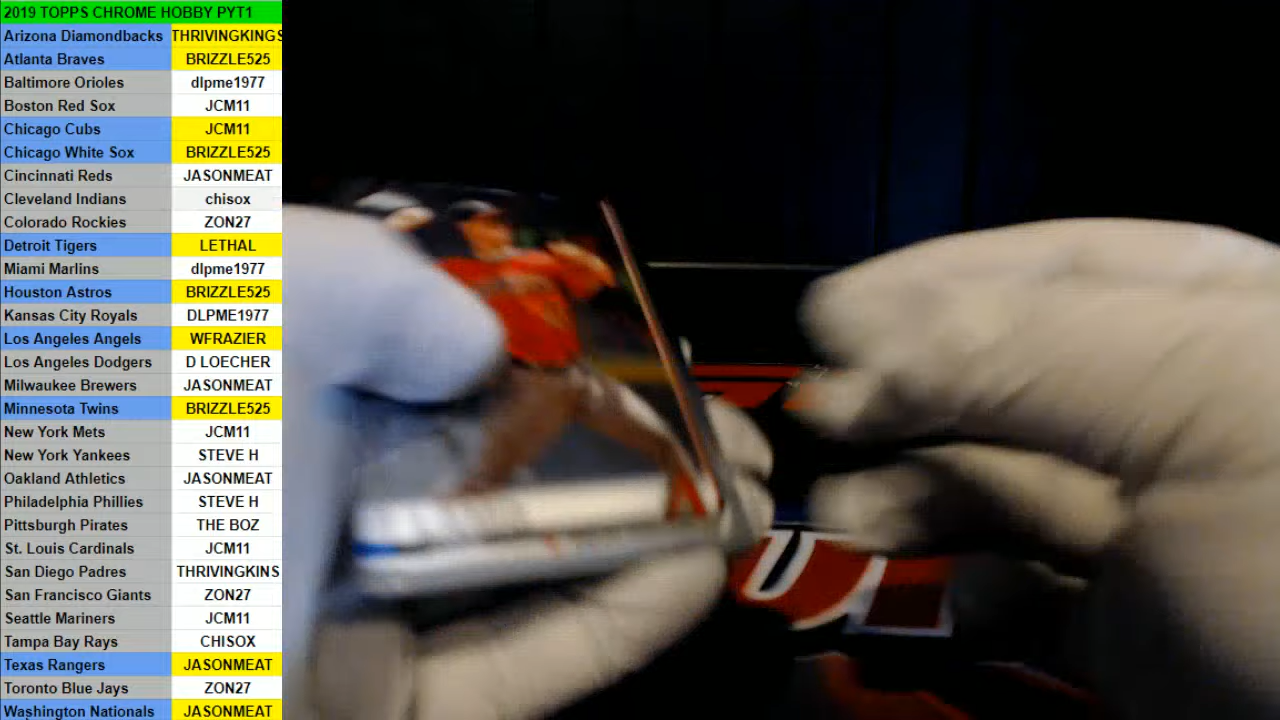 2019 TOPPS CHROME HOBBY PYT1
Arizona Diamondbacks THRIVINGKINGS
Atlanta Braves BRIZZLE525
Baltimore Orioles dlpme1977
Boston Red Sox JCM11
Chicago Cubs JCM11
Chicago White Sox BRIZZLE525
Cincinnati Reds JASONMEAT
Cleveland Indians chisox
Colorado Rockies ZON27
Detroit Tigers LETHAL
Miami Marlins dlpme1977
Houston Astros BRIZZLE525
Kansas City Royals DLPME1977
Los Angeles Angels WFRAZIER
Los Angeles Dodgers D LOECHER
Milwaukee Brewers JASONMEAT
Minnesota Twins BRIZZLE525
New York Mets JCM11
New York Yankees STEVE H
Oakland Athletics JASONMEAT
Philadelphia Phillies STEVE H
Pittsburgh Pirates THE BOZ
St. Louis Cardinals JCM11
San Diego Padres THRIVINGKINS
San Francisco Giants ZON27
Seattle Mariners JCM11
Tampa Bay Rays CHISOX
Texas Rangers JASONMEAT
Toronto Blue Jays ZON27
Washington Nationals JASONMEAT